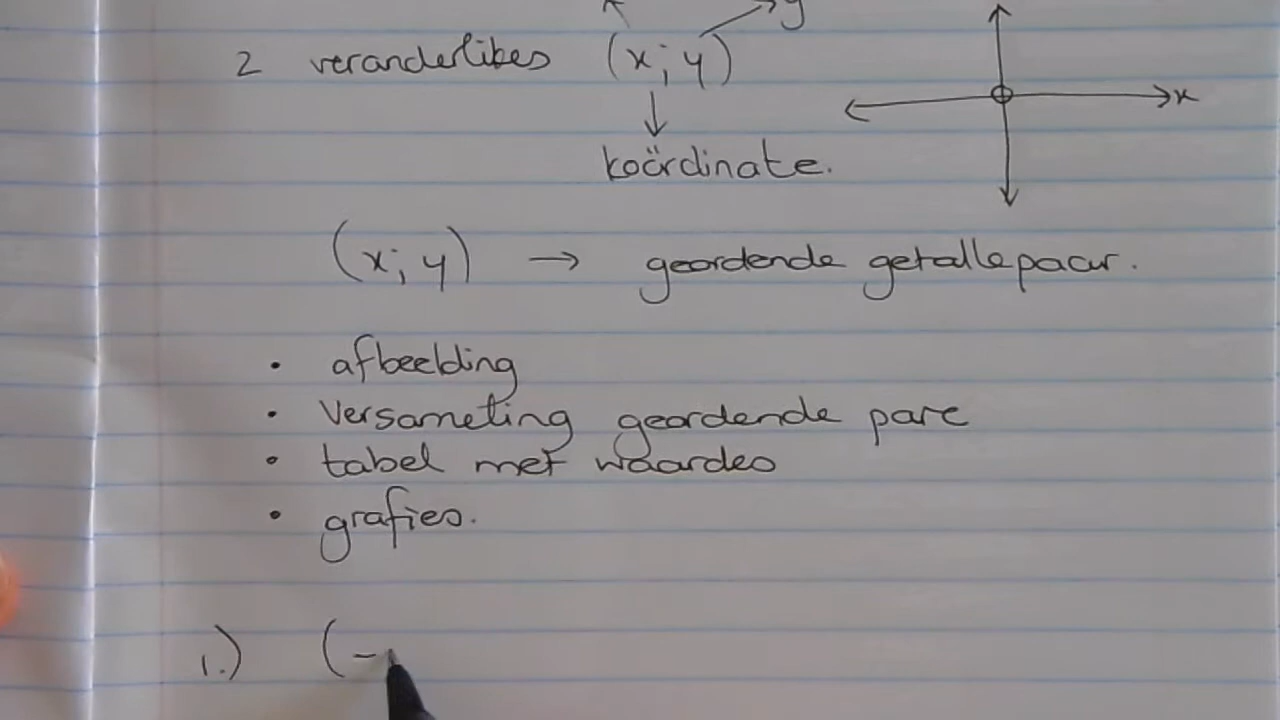 y
2 veranderlikes (x; y)
x
koördinate.
(x; y) → geordende getallepaar.
• afbeelding
• Versameling geordende pare
• tabel met waardes
• grafies.
1.) (-